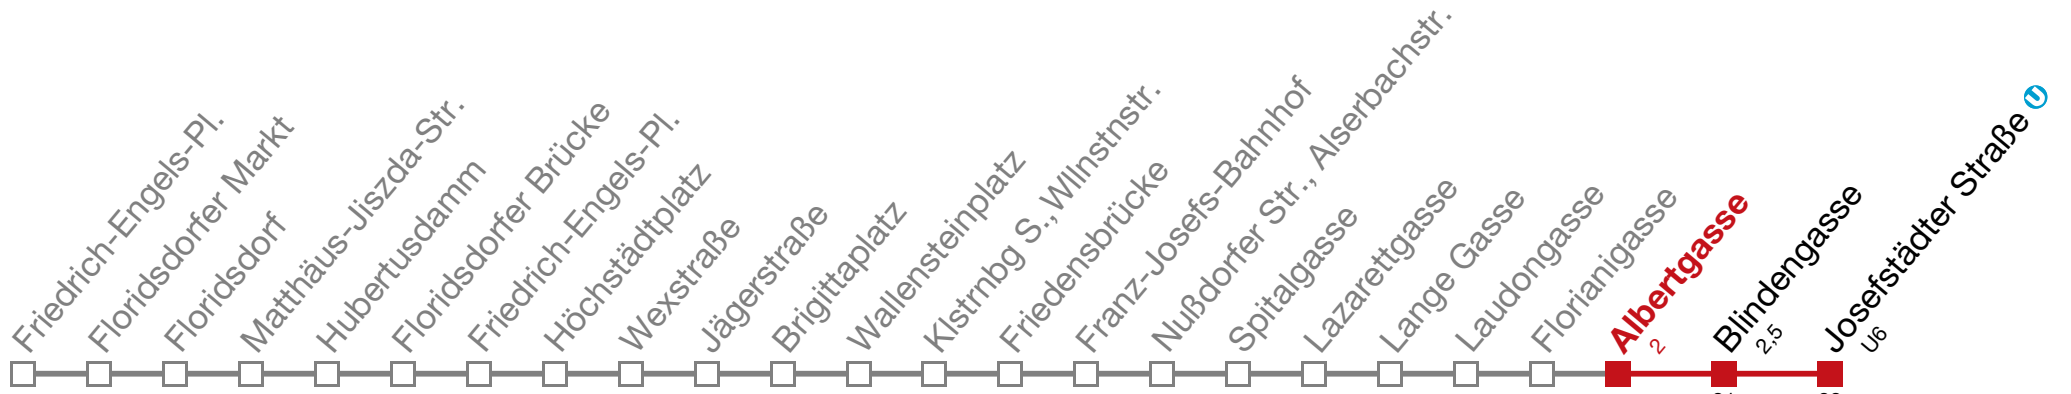 Friedrich-Engels-Pl.
Floridsdorfer Markt
Floridsdorf
Matthäus-Jiszda-Str.
Hubertusdamm
Floridsdorfer Brücke
Friedrich-Engels-Pl.
Höchstädtplatz
Wexstraße
Jägerstraße
Brigittaplatz
Wallensteinplatz
Klstrnbg S., Wllnstnstr.
Friedensbrücke
Franz-Josefs-Bahnhof
Nußdorfer Str., Alserbachstr.
Spitalgasse
Lazarettgasse
Lange Gasse
Laudongasse
Florianigasse
Albertgasse
2
Blindengasse
2,5
Josefstädter Straße U
U6